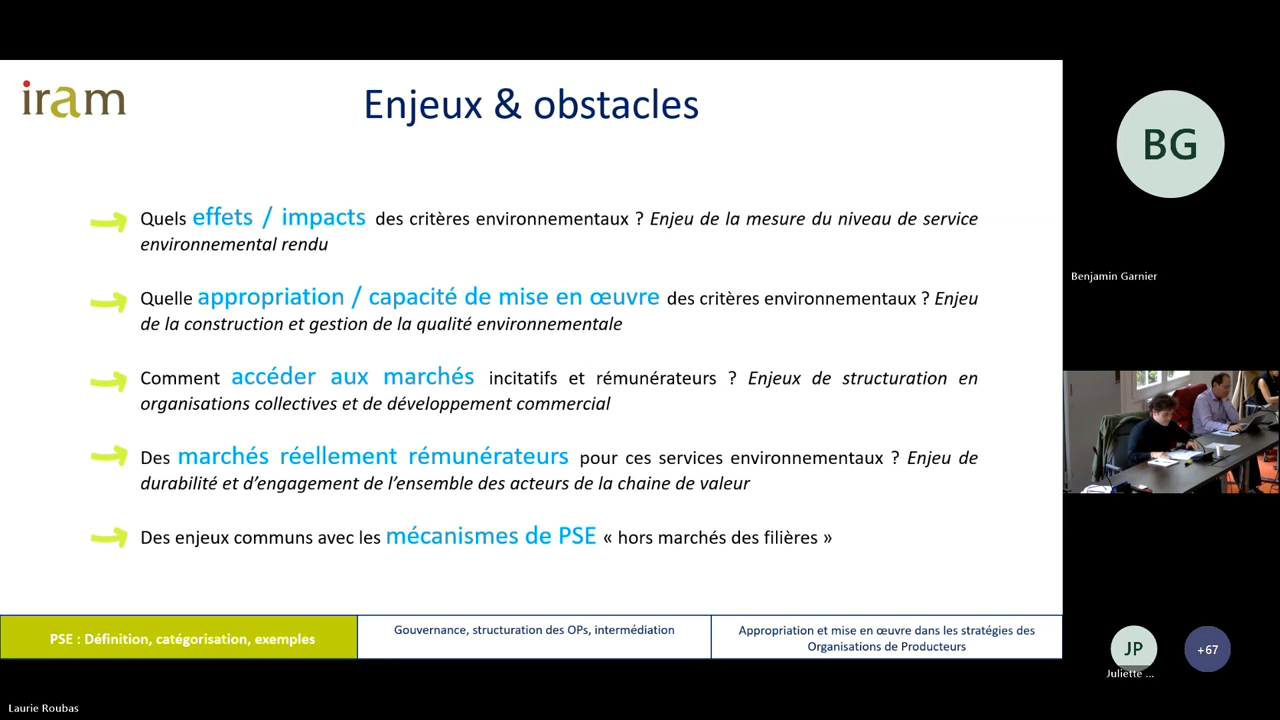 iram
Enjeux & obstacles
Quels effets / impacts des critères environnementaux ? Enjeu de la mesure du niveau de service
environnemental rendu
Quelle appropriation / capacité de mise en œuvre des critères environnementaux ? Enjeu
de la construction et gestion de la qualité environnementale
Comment accéder aux marchés incitatifs et rémunérateurs ? Enjeux de structuration en
organisations collectives et de développement commercial
Des marchés réellement rémunérateurs pour ces services environnementaux ? Enjeu de
durabilité et d’engagement de l’ensemble des acteurs de la chaine de valeur
Des enjeux communs avec les mécanismes de PSE « hors marchés des filières »
PSE : Définition, catégorisation, exemples
Gouvernance, structuration des OPs, intermédiation
Appropriation et mise en œuvre dans les stratégies des
Organisations de Producteurs
BG
Benjamin Garnier
JP
Juliette ...
+67
Laurie Roubas